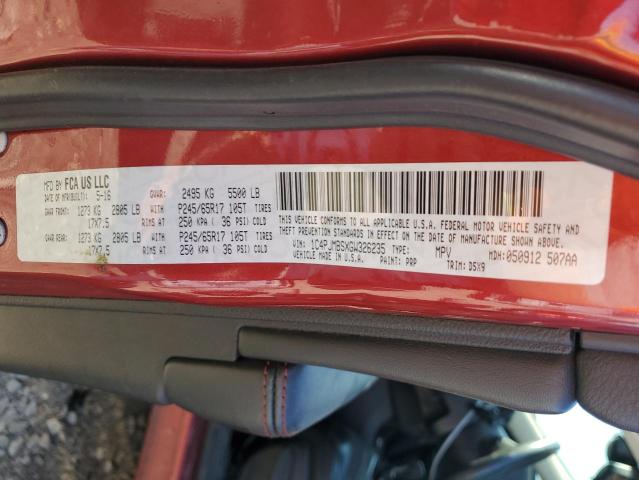 MFD BY FCA US LLC
DATE OF MFR(BUILT): 5-16 GVWR: 2495 KG 5500 LB
GAWR FRONT: 1273 KG 2805 LB WITH P245/65R17 105T TIRES
17X7.5 RIMS AT 250 KPA ( 36 PSI)
GAWR REAR: 1273 KG 2805 LB WITH P245/65R17 105T TIRES
17X7.5 RIMS AT 250 KPA ( 36 PSI)
THIS VEHICLE CONFORMS TO ALL APPLICABLE U.S.A. FEDERAL MOTOR VEHICLE SAFETY AND
THEFT PREVENTION STANDARDS IN EFFECT ON THE DATE OF MANUFACTURE SHOWN ABOVE.
VIN: 1C4PJMBSXGW326235 TYPE: MPV MDH:050912 507AA
VEHICLE MADE IN U.S.A. PAINT: PRP TRIM: DSX9